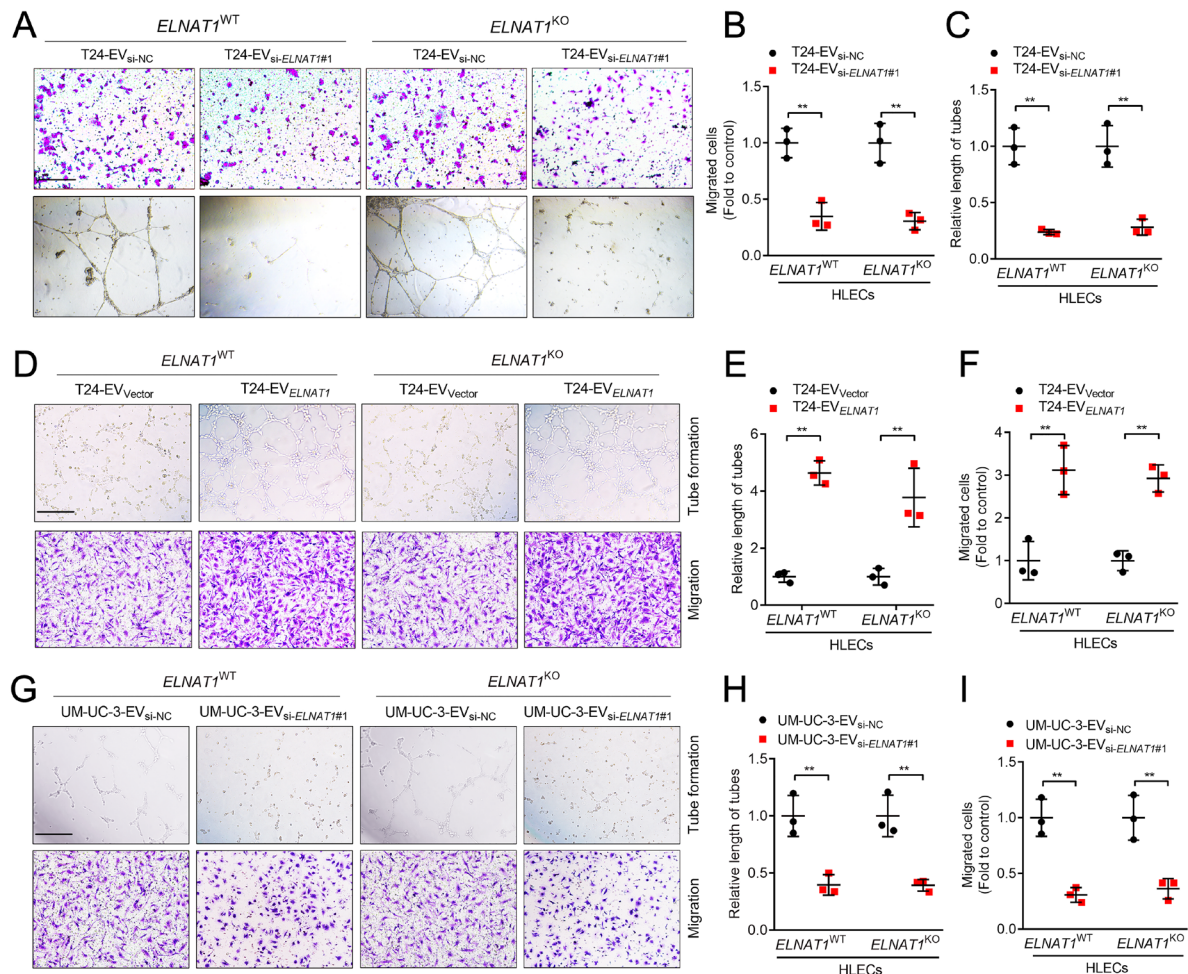 A
ELNAT1WT
ELNAT1KO
T24-EVsi-NC
T24-EVsi-ELNAT1#1
T24-EVsi-NC
T24-EVsi-ELNAT1#1
B
T24-EVsi-NC
T24-EVsi-ELNAT1#1
Migrated cells
(Fold to control)
1.5
1.0
0.5
0.0
**
**
ELNAT1WT
ELNAT1KO
HLECs
C
T24-EVsi-NC
T24-EVsi-ELNAT1#1
Relative length of tubes
1.5
1.0
0.5
0.0
**
**
ELNAT1WT
ELNAT1KO
HLECs
D
ELNAT1WT
ELNAT1KO
T24-EVVector
T24-EVELNAT1
T24-EVVector
T24-EVELNAT1
Tube formation
Migration
E
T24-EVVector
T24-EVELNAT1
Relative length of tubes
8
6
4
2
0
**
**
ELNAT1WT
ELNAT1KO
HLECs
F
T24-EVVector
T24-EVELNAT1
Migrated cells
(Fold to control)
4
3
2
1
0
**
**
ELNAT1WT
ELNAT1KO
HLECs
G
ELNAT1WT
ELNAT1KO
UM-UC-3-EVsi-NC
UM-UC-3-EVsi-ELNAT1#1
UM-UC-3-EVsi-NC
UM-UC-3-EVsi-ELNAT1#1
Tube formation
Migration
H
UM-UC-3-EVsi-NC
UM-UC-3-EVsi-ELNAT1#1
Relative length of tubes
1.5
1.0
0.5
0.0
**
**
ELNAT1WT
ELNAT1KO
HLECs
I
UM-UC-3-EVsi-NC
UM-UC-3-EVsi-ELNAT1#1
Migrated cells
(Fold to control)
1.5
1.0
0.5
0.0
**
**
ELNAT1WT
ELNAT1KO
HLECs